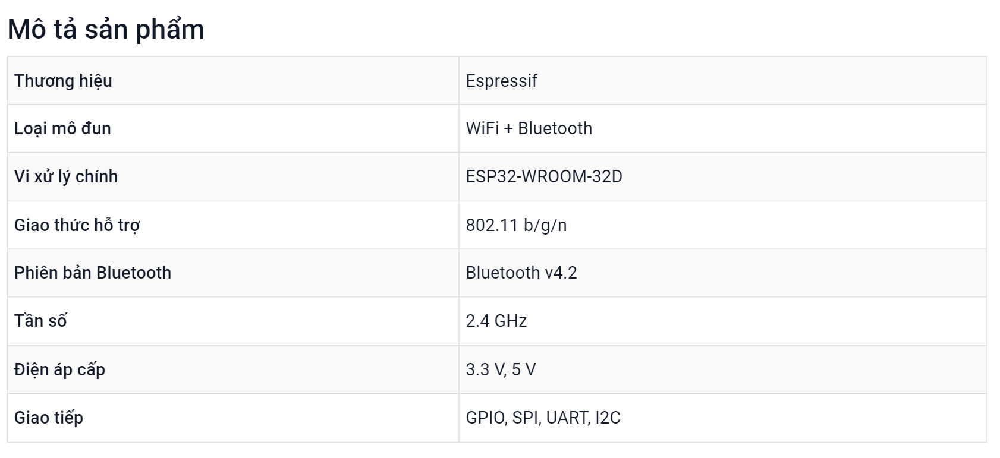 Mô tả sản phẩm
Thương hiệu Espressif
Loại mô đun WiFi + Bluetooth
Vi xử lý chính ESP32-WROOM-32D
Giao thức hỗ trợ 802.11 b/g/n
Phiên bản Bluetooth Bluetooth v4.2
Tần số 2.4 GHz
Điện áp cấp 3.3 V, 5 V
Giao tiếp GPIO, SPI, UART, I2C